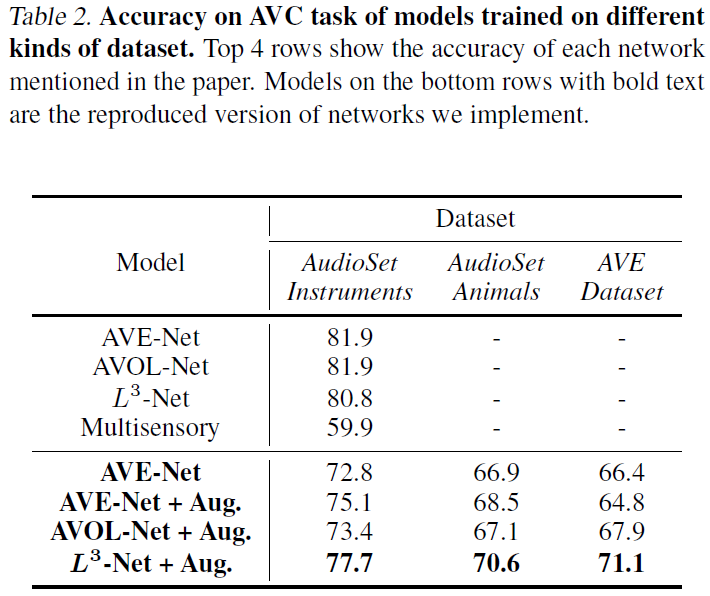 Table 2. Accuracy on AVC task of models trained on different
kinds of dataset. Top 4 rows show the accuracy of each network
mentioned in the paper. Models on the bottom rows with bold text
are the reproduced version of networks we implement.
Dataset
Model AudioSet AudioSet AVE
Instruments Animals Dataset
AVE-Net 81.9 - -
AVOL-Net 81.9 - -
L³-Net 80.8 - -
Multisensory 59.9 - -
AVE-Net 72.8 66.9 66.4
AVE-Net + Aug. 75.1 68.5 64.8
AVOL-Net + Aug. 73.4 67.1 67.9
L³-Net + Aug. 77.7 70.6 71.1